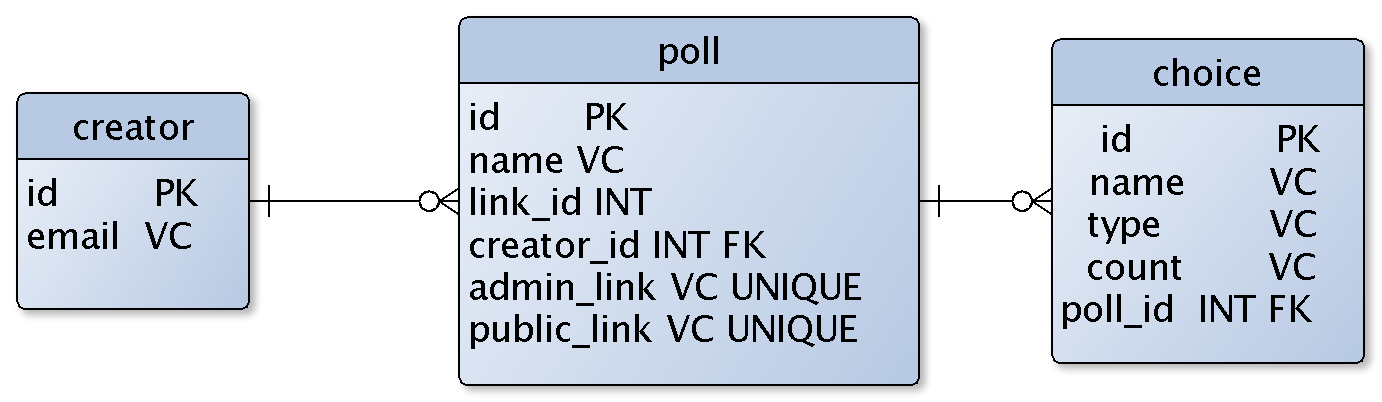 creator
id PK
email VC
poll
id PK
name VC
link_id INT
creator_id INT FK
admin_link VC UNIQUE
public_link VC UNIQUE
choice
id PK
name VC
type VC
count VC
poll_id INT FK